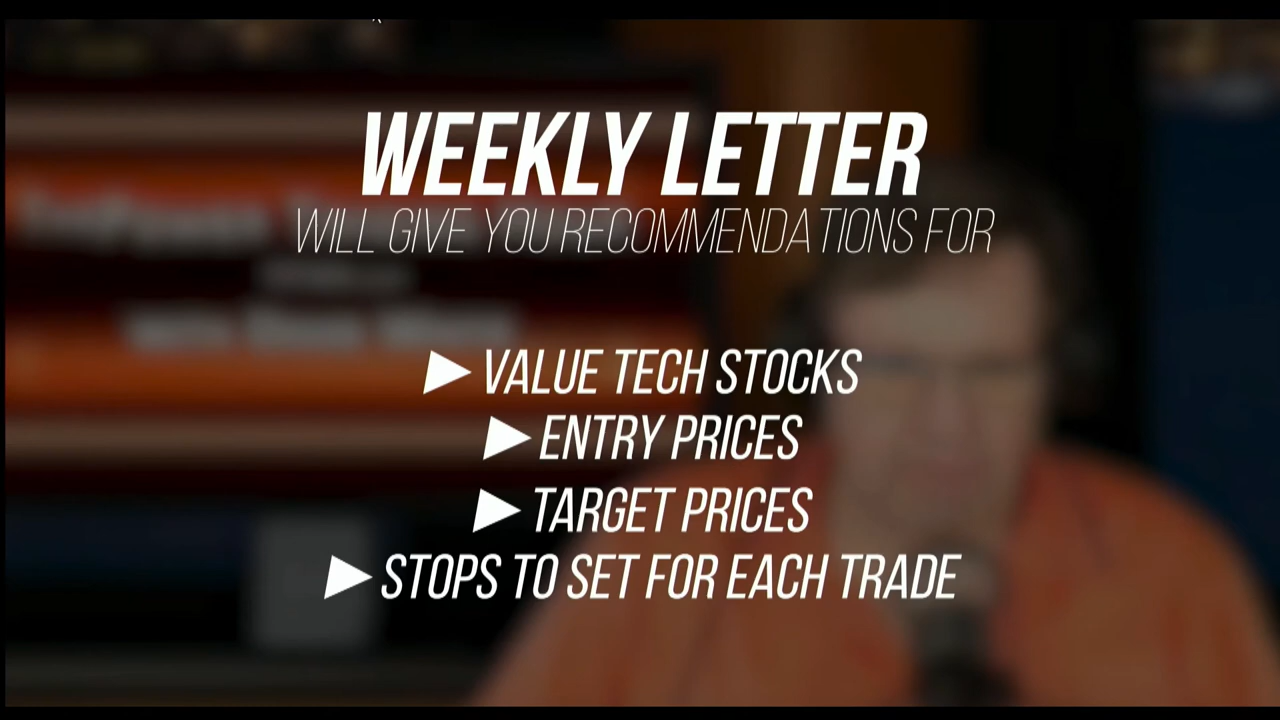 WEEKLY LETTER
WILL GIVE YOU RECOMMENDATIONS FOR
▶ VALUE TECH STOCKS
▶ ENTRY PRICES
▶ TARGET PRICES
▶ STOPS TO SET FOR EACH TRADE